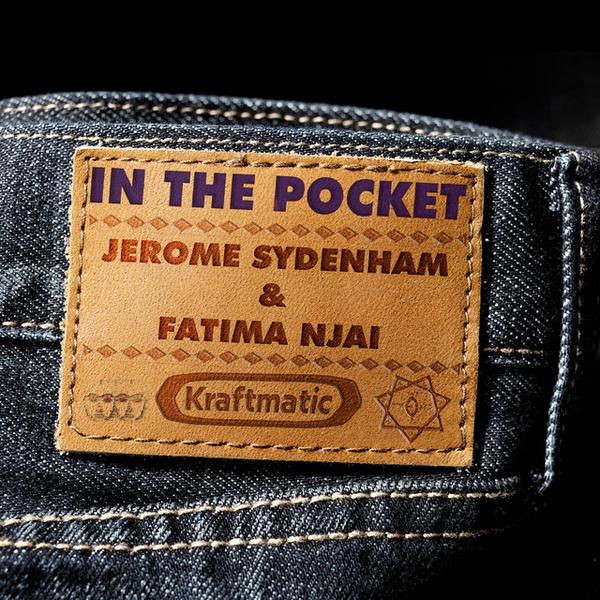 IN THE POCKET
JEROME SYDENHAM
&
FATIMA NJAI
Kraftmatic